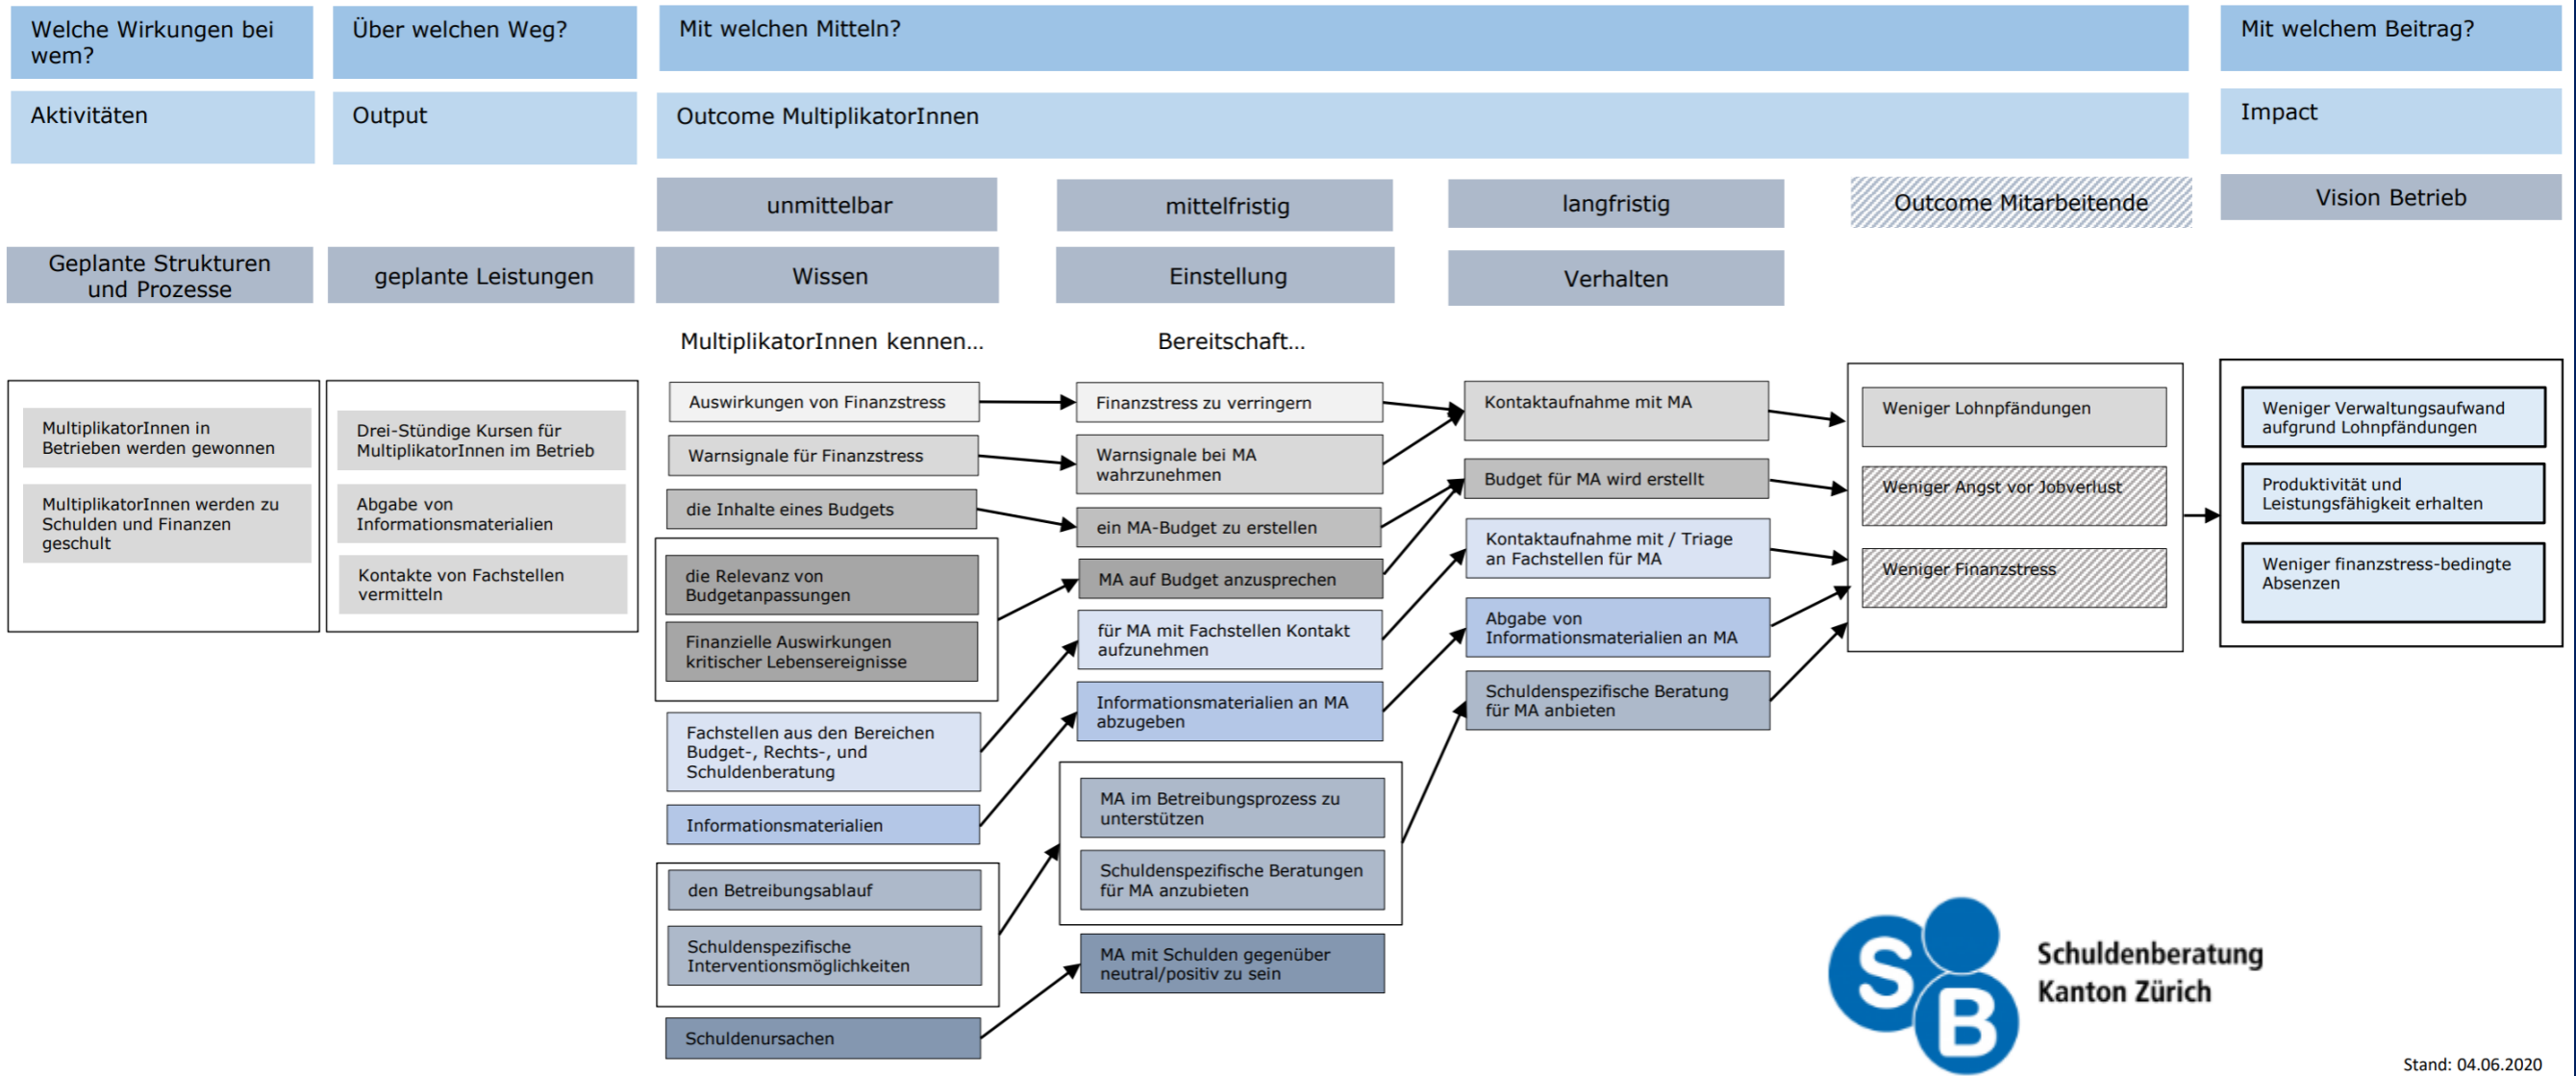 Welche Wirkungen bei
wem?
Über welchen Weg?
Mit welchen Mitteln?
Mit welchem Beitrag?
Aktivitäten
Output
Outcome MultiplikatorInnen
Impact
unmittelbar
mittelfristig
langfristig
Outcome Mitarbeitende
Vision Betrieb
Geplante Strukturen
und Prozesse
geplante Leistungen
Wissen
Einstellung
Verhalten
MultiplikatorInnen kennen...
Bereitschaft...
MultiplikatorInnen in
Betrieben werden gewonnen
MultiplikatorInnen werden zu
Schulden und Finanzen
geschult
Drei-Stündige Kursen für
MultiplikatorInnen im Betrieb
Abgabe von
Informationsmaterialien
Kontakte von Fachstellen
vermitteln
Auswirkungen von Finanzstress
Warnsignale für Finanzstress
die Inhalte eines Budgets
die Relevanz von
Budgetanpassungen
Finanzielle Auswirkungen
kritischer Lebensereignisse
Fachstellen aus den Bereichen
Budget-, Rechts-, und
Schuldenberatung
Informationsmaterialien
den Betreibungsablauf
Schuldenspezifische
Interventionsmöglichkeiten
Schuldenursachen
Finanzstress zu verringern
Warnsignale bei MA
wahrzunehmen
ein MA-Budget zu erstellen
MA auf Budget anzusprechen
für MA mit Fachstellen Kontakt
aufzunehmen
Informationsmaterialien an MA
abzugeben
MA im Betreibungsprozess zu
unterstützen
Schuldenspezifische Beratungen
für MA anzubieten
MA mit Schulden gegenüber
neutral/positiv zu sein
Kontaktaufnahme mit MA
Budget für MA wird erstellt
Kontaktaufnahme mit / Triage
an Fachstellen für MA
Abgabe von
Informationsmaterialien an MA
Schuldenspezifische Beratung
für MA anbieten
Weniger Lohnpfändungen
Weniger Angst vor Jobverlust
Weniger Finanzstress
Weniger Verwaltungsaufwand
aufgrund Lohnpfändungen
Produktivität und
Leistungsfähigkeit erhalten
Weniger finanzstress-bedingte
Absenzen
S
B
Schuldenberatung
Kanton Zürich
Stand: 04.06.2020